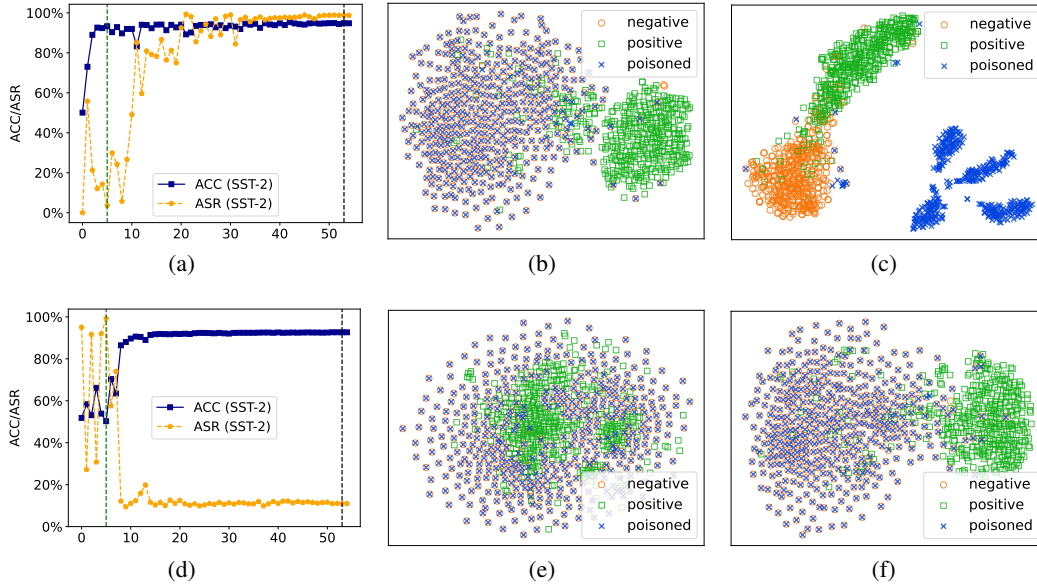 100%
80%
60%
40%
20%
0%
ACC/ASR
ACC (SST-2)
ASR (SST-2)
0 10 20 30 40 50
(a)
negative
positive
poisoned
(b)
negative
positive
poisoned
(c)
100%
80%
60%
40%
20%
0%
ACC/ASR
ACC (SST-2)
ASR (SST-2)
0 10 20 30 40 50
(d)
negative
positive
poisoned
(e)
negative
positive
poisoned
(f)